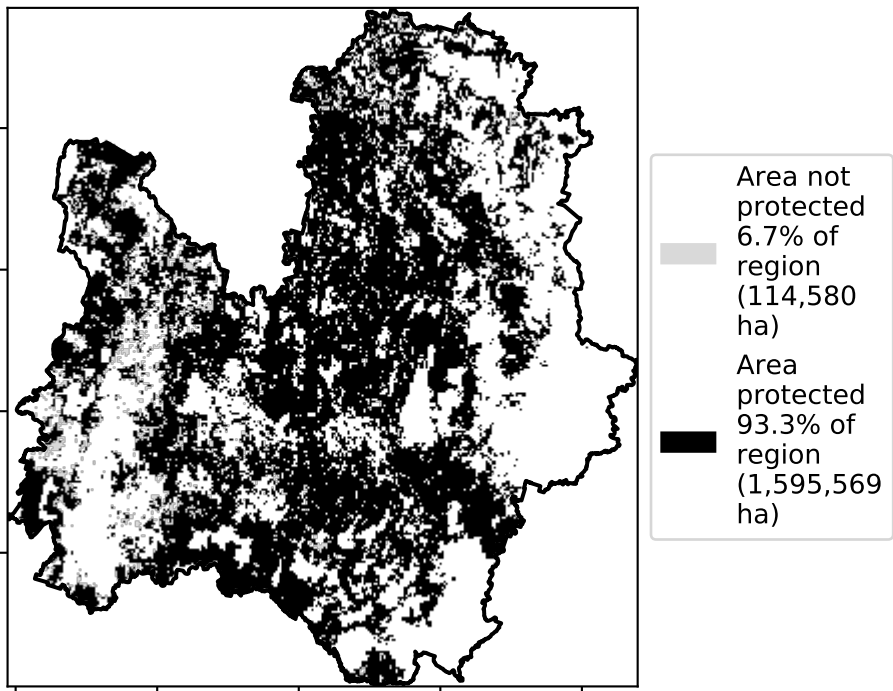 Area not
protected
6.7% of
region
(114,580
ha)
Area
protected
93.3% of
region
(1,595,569
ha)